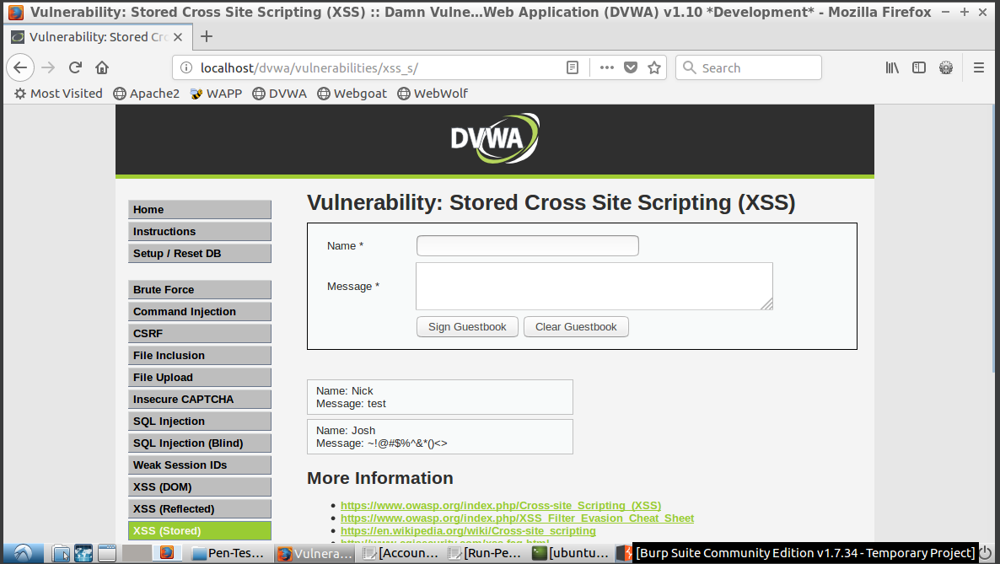 Vulnerability: Stored Cross Site Scripting (XSS) :: Damn Vulne...Web Application (DVWA) v1.10 *Development* - Mozilla Firefox
Vulnerability: Stored Cro
localhost/dvwa/vulnerabilities/xss_s/
Search
Most Visited
Apache2
WAPP
DVWA
Webgoat
WebWolf
DVWA
Home
Instructions
Setup / Reset DB
Brute Force
Command Injection
CSRF
File Inclusion
File Upload
Insecure CAPTCHA
SQL Injection
SQL Injection (Blind)
Weak Session IDs
XSS (DOM)
XSS (Reflected)
XSS (Stored)
Vulnerability: Stored Cross Site Scripting (XSS)
Name *
Message *
Sign Guestbook
Clear Guestbook
Name: Nick
Message: test
Name: Josh
Message: ~!@#$%^&*()<>
More Information
https://www.owasp.org/index.php/Cross-site_Scripting_(XSS)
https://www.owasp.org/index.php/XSS_Filter_Evasion_Cheat_Sheet
https://en.wikipedia.org/wiki/Cross-site_scripting
Pen-Tes...
Vulnera...
[Accoun...
[Run-Pe...
[ubuntu...
[Burp Suite Community Edition v1.7.34 - Temporary Project]